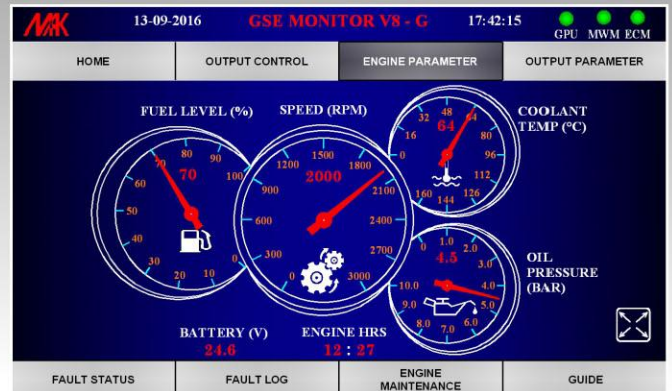 MAK 13-09-2016 GSE MONITOR V8 - G 17:42:15
GPU MWM ECM
HOME OUTPUT CONTROL ENGINE PARAMETER OUTPUT PARAMETER
FUEL LEVEL (%)
70
0 10 20 30 40 50 60 70 80 90 100
SPEED (RPM)
2000
0 300 600 900 1200 1500 1800 2100 2400 2700 3000
COOLANT
TEMP (°C)
64
0 16 32 48 64 80 96 112 126 144 160
OIL
PRESSURE
(BAR)
4.5
0 1.0 2.0 3.0 4.0 5.0 6.0 7.0 8.0 9.0 10.0
BATTERY (V)
24.6
ENGINE HRS
12 : 27
FAULT STATUS FAULT LOG ENGINE MAINTENANCE GUIDE